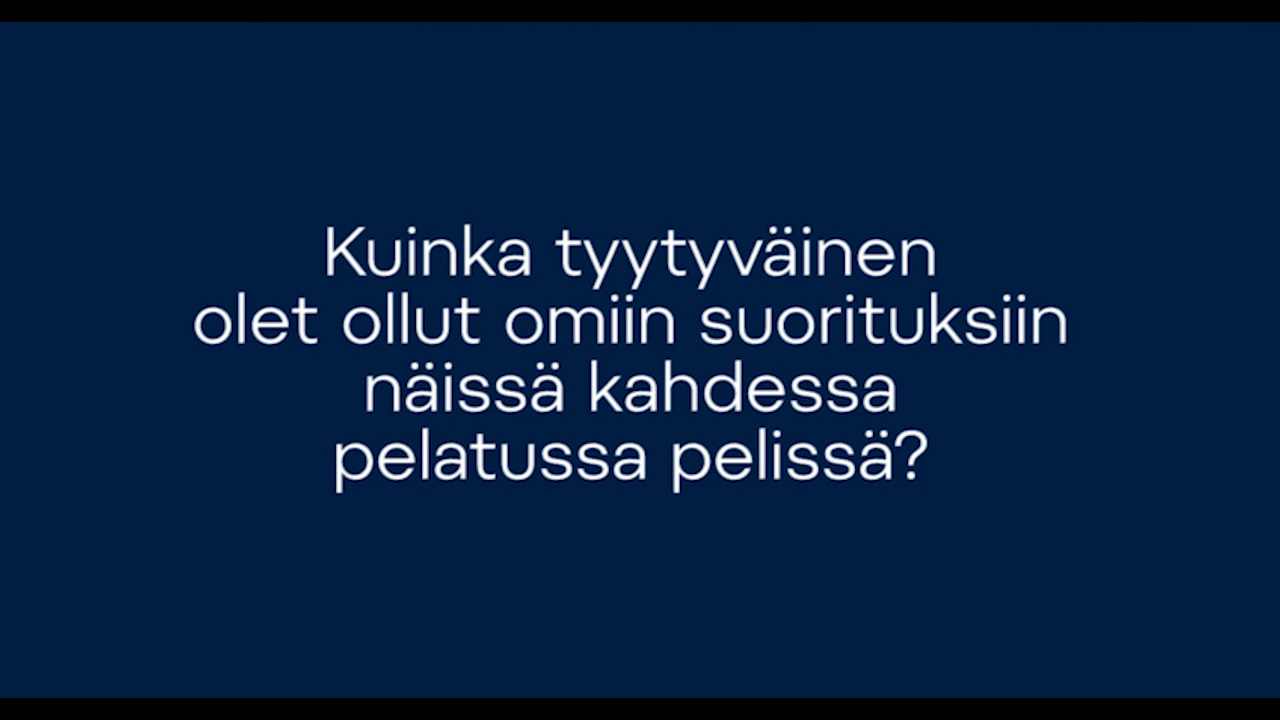 Kuinka tyytyväinen
olet ollut omiin suorituksiin
näissä kahdessa
pelatussa pelissä?